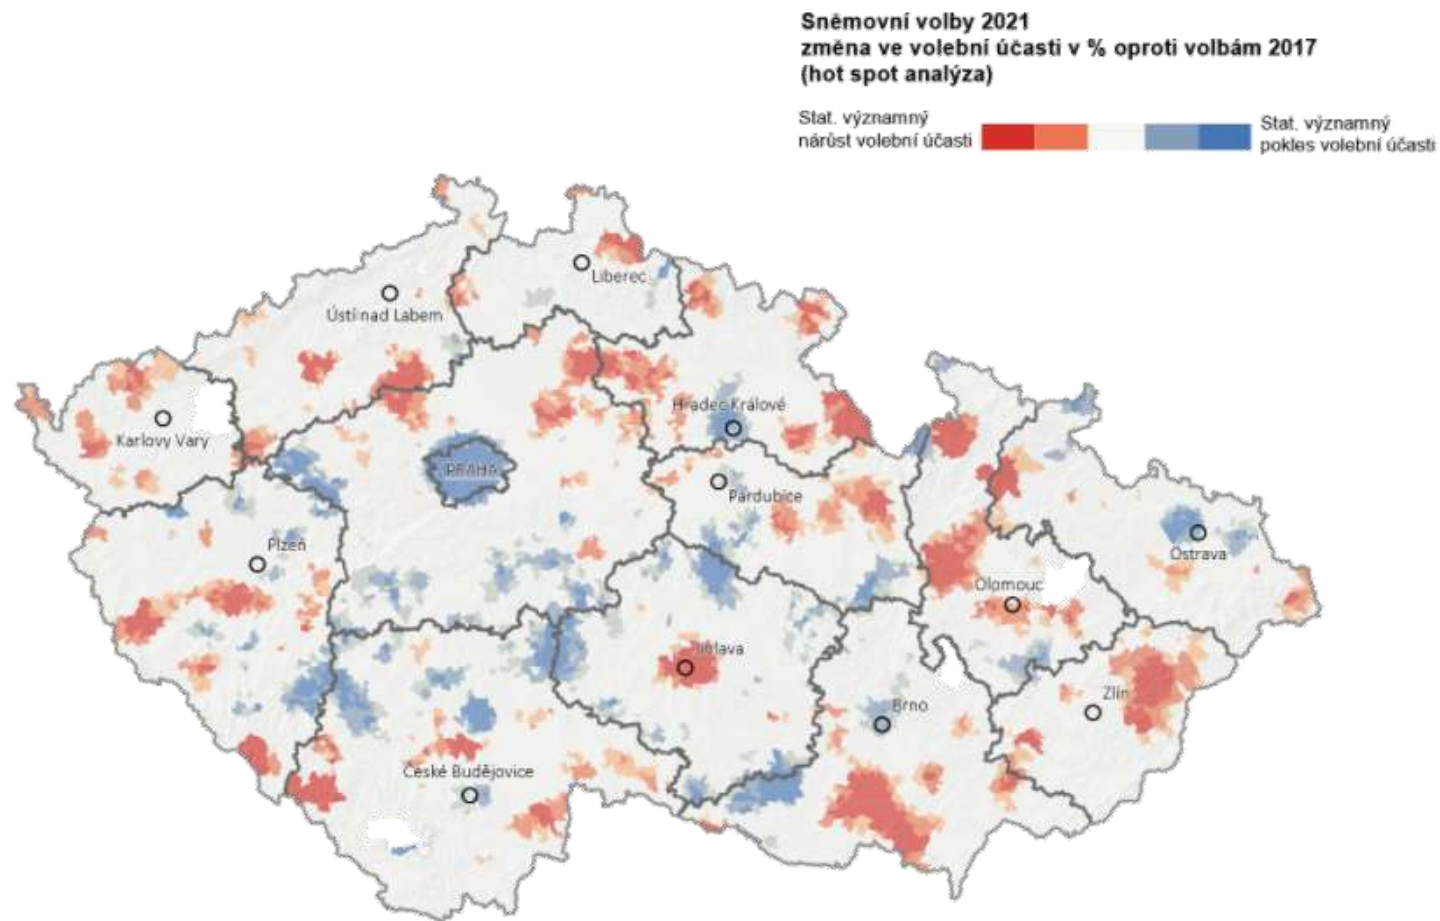 Sněmovní volby 2021
změna ve volební účasti v % oproti volbám 2017
(hot spot analýza)
Stat. významný
nárůst volební účasti
Stat. významný
pokles volební účasti
Liberec
Ústí nad Labem
Karlovy Vary
Hradec Králové
PRAHA
Pardubice
Plzeň
Ostrava
Olomouc
Jihlava
Zlín
Brno
České Budějovice